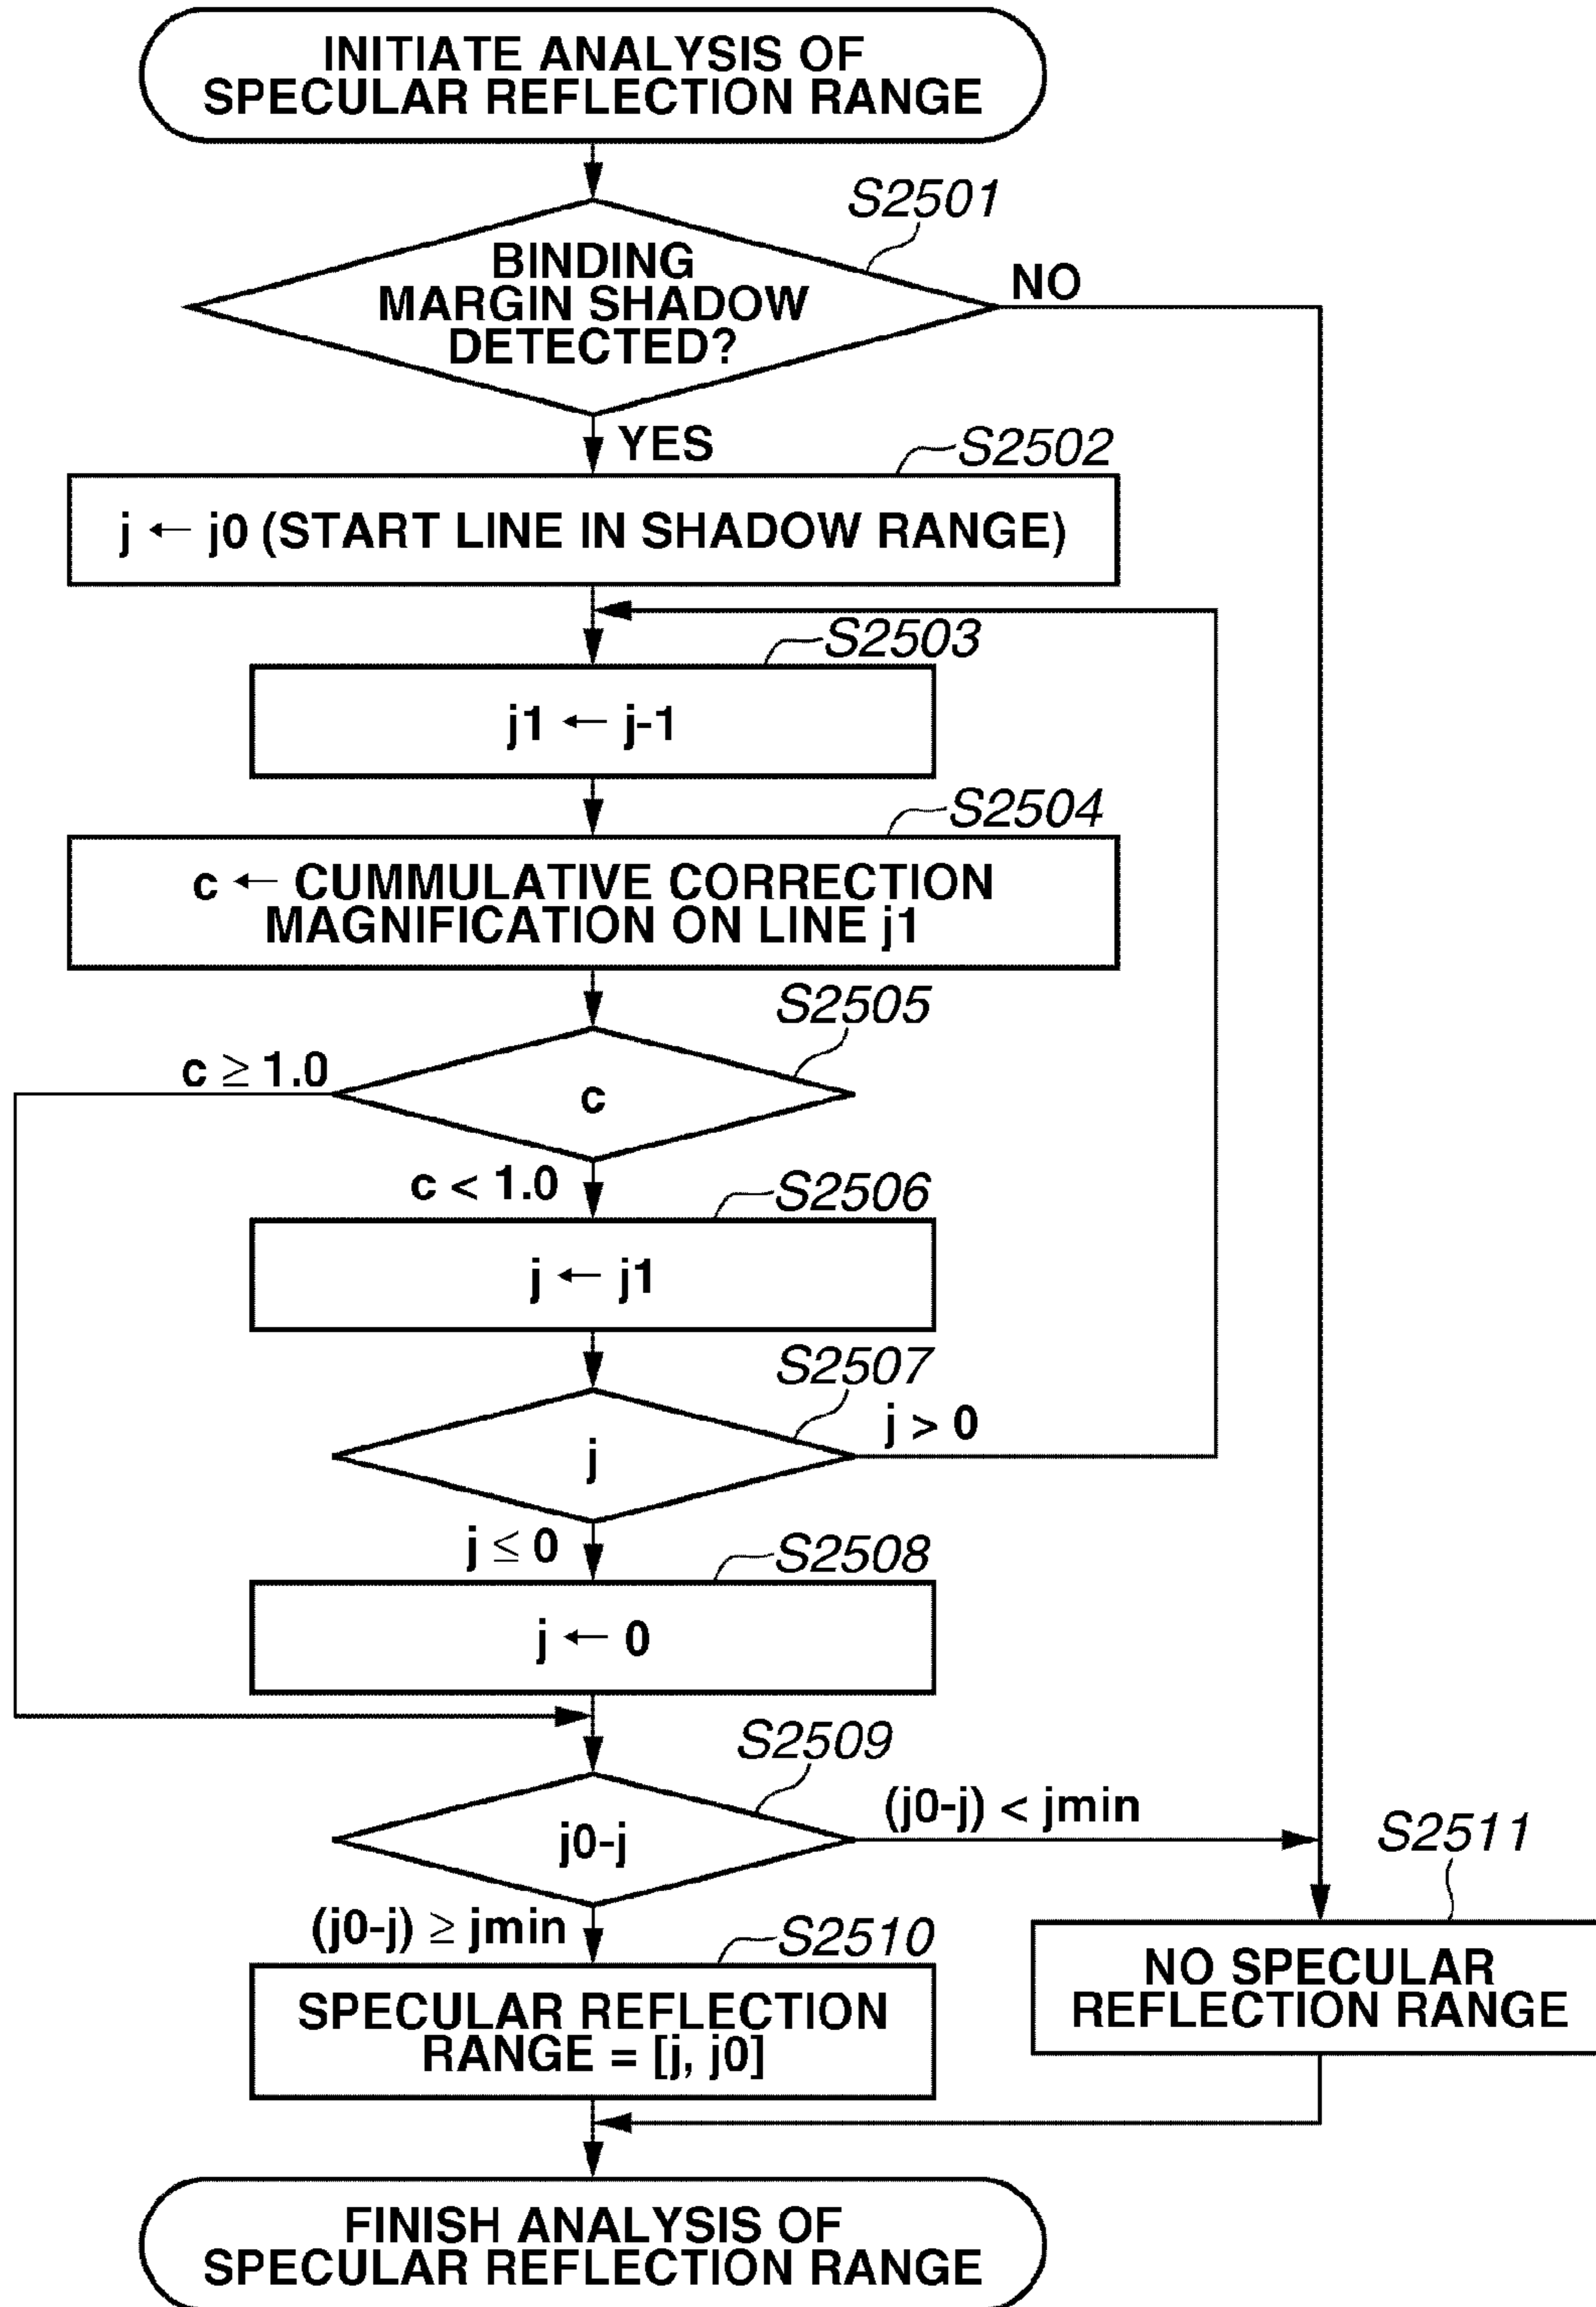 INITIATE ANALYSIS OF
SPECULAR REFLECTION RANGE
S2501
BINDING
MARGIN SHADOW
DETECTED?
NO
YES
S2502
j ← j0 (START LINE IN SHADOW RANGE)
S2503
j1 ← j-1
S2504
c ← CUMMULATIVE CORRECTION
MAGNIFICATION ON LINE j1
S2505
c ≥ 1.0
c
c < 1.0
S2506
j ← j1
S2507
j > 0
j
j ≤ 0
S2508
j ← 0
S2509
(j0-j) < jmin
j0-j
S2511
(j0-j) ≥ jmin
S2510
NO SPECULAR
REFLECTION RANGE
SPECULAR REFLECTION
RANGE = [j, j0]
FINISH ANALYSIS OF
SPECULAR REFLECTION RANGE